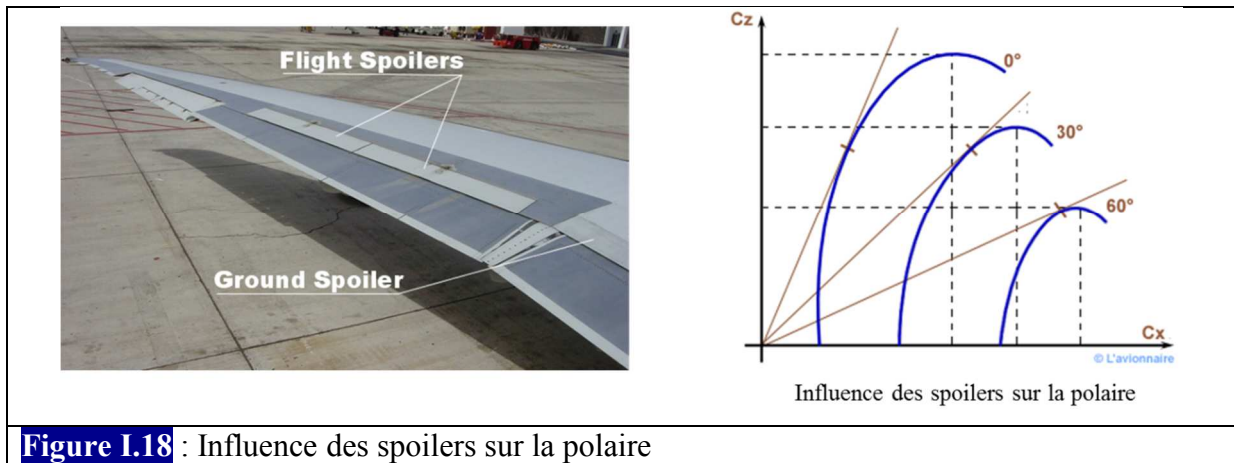 Flight Spoilers
Ground Spoiler
Cz
0°
30°
60°
Cx
© L'avionnaire
Influence des spoilers sur la polaire
Figure I.18 : Influence des spoilers sur la polaire